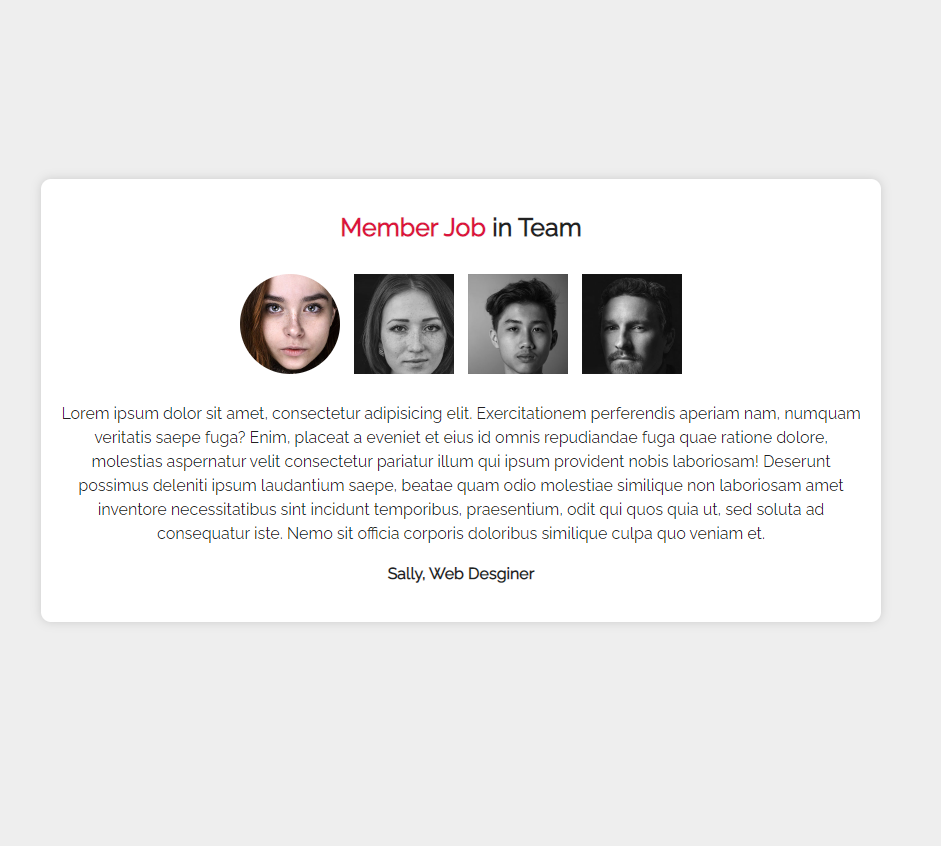 Member Job in Team
Lorem ipsum dolor sit amet, consectetur adipisicing elit. Exercitationem perferendis aperiam nam, numquam
veritatis saepe fuga? Enim, placeat a eveniet et eius id omnis repudiandae fuga quae ratione dolore,
molestias aspernatur velit consectetur pariatur illum qui ipsum provident nobis laboriosam! Deserunt
possimus deleniti ipsum laudantium saepe, beatae quam odio molestiae similique non laboriosam amet
inventore necessitatibus sint incidunt temporibus, praesentium, odit qui quos quia ut, sed soluta ad
consequatur iste. Nemo sit officia corporis doloribus similique culpa quo veniam et.
Sally, Web Desginer